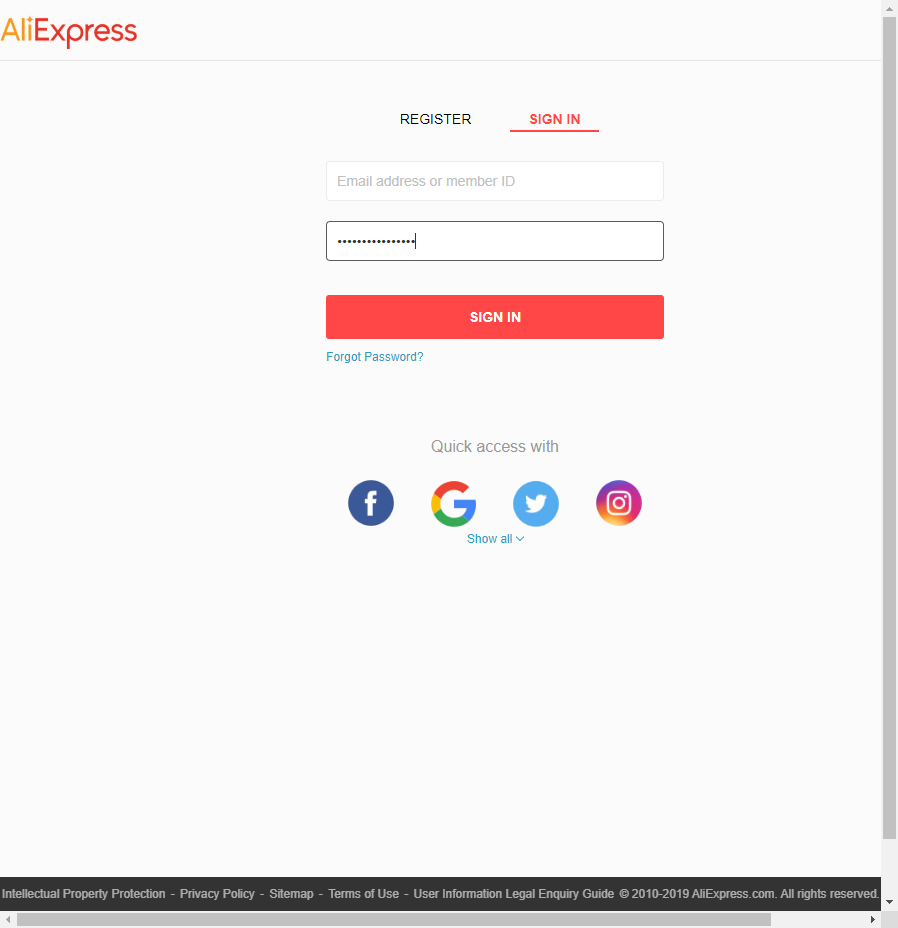 AliExpress
REGISTER SIGN IN
Email address or member ID
••••••••••••••••
SIGN IN
Forgot Password?
Quick access with
Show all
Intellectual Property Protection - Privacy Policy - Sitemap - Terms of Use - User Information Legal Enquiry Guide © 2010-2019 AliExpress.com. All rights reserved.